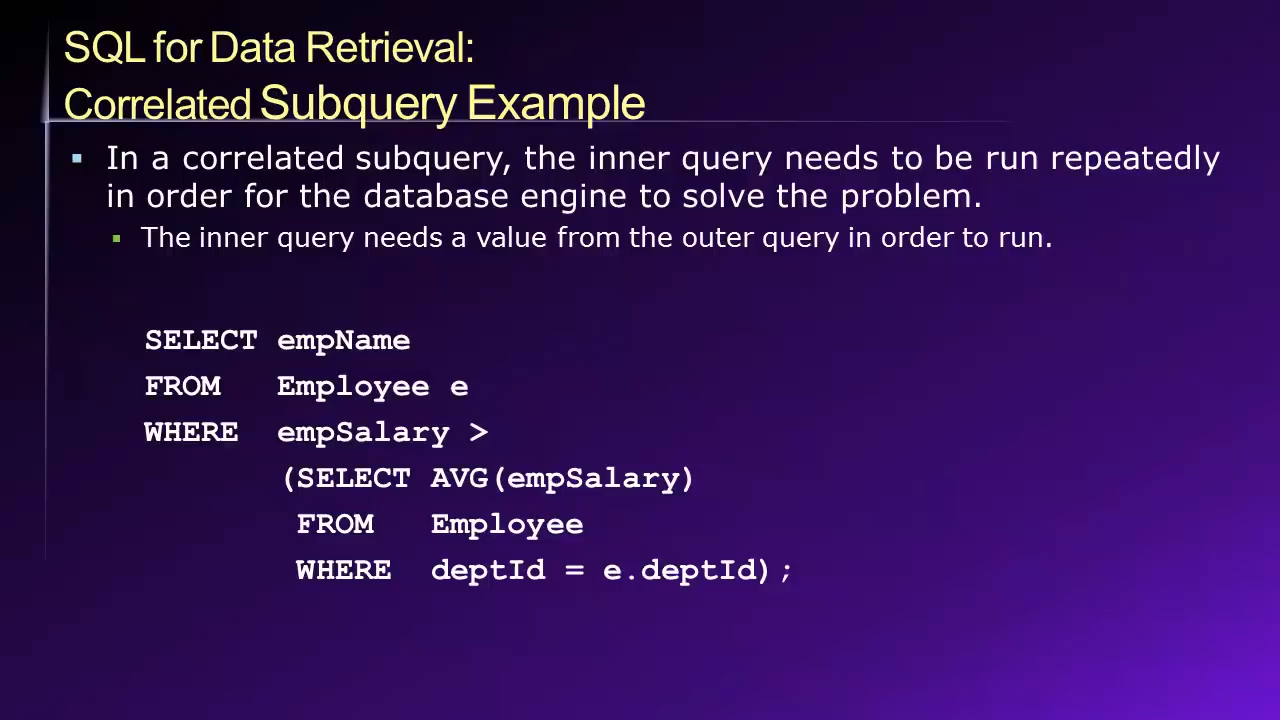 SQL for Data Retrieval:
Correlated Subquery Example
In a correlated subquery, the inner query needs to be run repeatedly
in order for the database engine to solve the problem.
The inner query needs a value from the outer query in order to run.
SELECT empName
FROM Employee e
WHERE empSalary >
(SELECT AVG(empSalary)
FROM Employee
WHERE deptId = e.deptId);